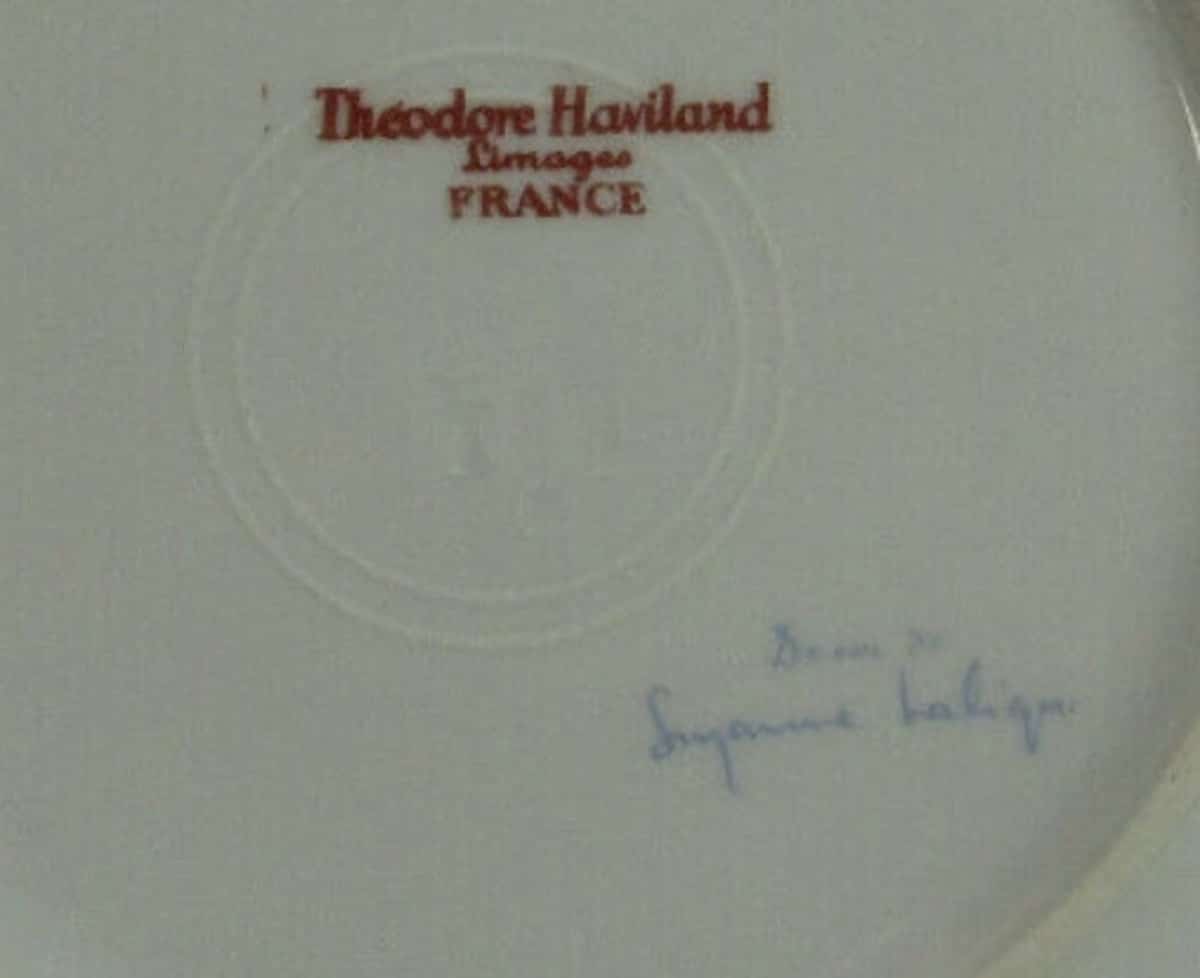 Theodore Haviland
Limoges
FRANCE
Suzanne Lalique